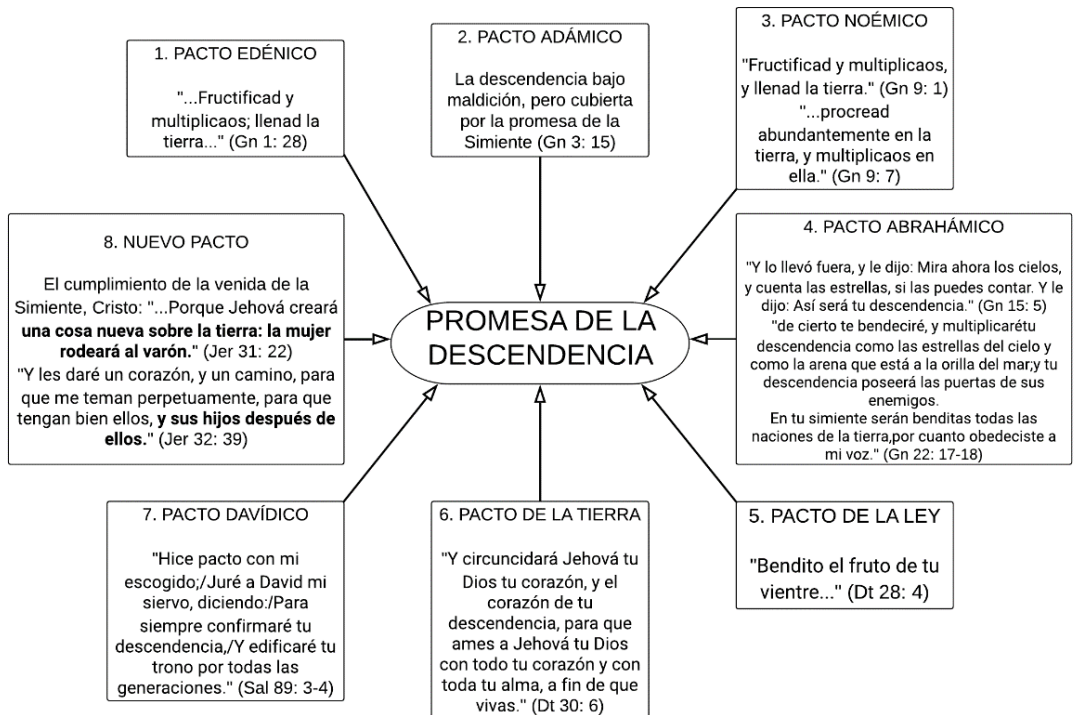 1. PACTO EDÉNICO
"...Fructificad y
multiplicaos; llenad la
tierra..." (Gn 1: 28)
2. PACTO ADÁMICO
La descendencia bajo
maldición, pero cubierta
por la promesa de la
Simiente (Gn 3: 15)
3. PACTO NOÉMICO
"Fructificad y multiplicaos,
y llenad la tierra." (Gn 9: 1)
"...procread
abundantemente en la
tierra, y multiplicaos en
ella." (Gn 9: 7)
4. PACTO ABRAHÁMICO
"Y lo llevó fuera, y le dijo: Mira ahora los cielos,
y cuenta las estrellas, si las puedes contar. Y le
dijo: Así será tu descendencia." (Gn 15: 5)
"de cierto te bendeciré, y multiplicarétu
descendencia como las estrellas del cielo y
como la arena que está a la orilla del mar;y tu
descendencia poseerá las puertas de sus
enemigos.
En tu simiente serán benditas todas las
naciones de la tierra,por cuanto obedeciste a
mi voz." (Gn 22: 17-18)
5. PACTO DE LA LEY
"Bendito el fruto de tu
vientre..." (Dt 28: 4)
6. PACTO DE LA TIERRA
"Y circuncidará Jehová tu
Dios tu corazón, y el
corazón de tu
descendencia, para que
ames a Jehová tu Dios
con todo tu corazón y con
toda tu alma, a fin de que
vivas." (Dt 30: 6)
7. PACTO DAVÍDICO
"Hice pacto con mi
escogido;/Juré a David mi
siervo, diciendo:/Para
siempre confirmaré tu
descendencia,/Y edificaré tu
trono por todas las
generaciones." (Sal 89: 3-4)
8. NUEVO PACTO
El cumplimiento de la venida de la
Simiente, Cristo: "...Porque Jehová creará
una cosa nueva sobre la tierra: la mujer
rodeará al varón." (Jer 31: 22)
"Y les daré un corazón, y un camino, para
que me teman perpetuamente, para que
tengan bien ellos, y sus hijos después de
ellos." (Jer 32: 39)
PROMESA DE LA
DESCENDENCIA